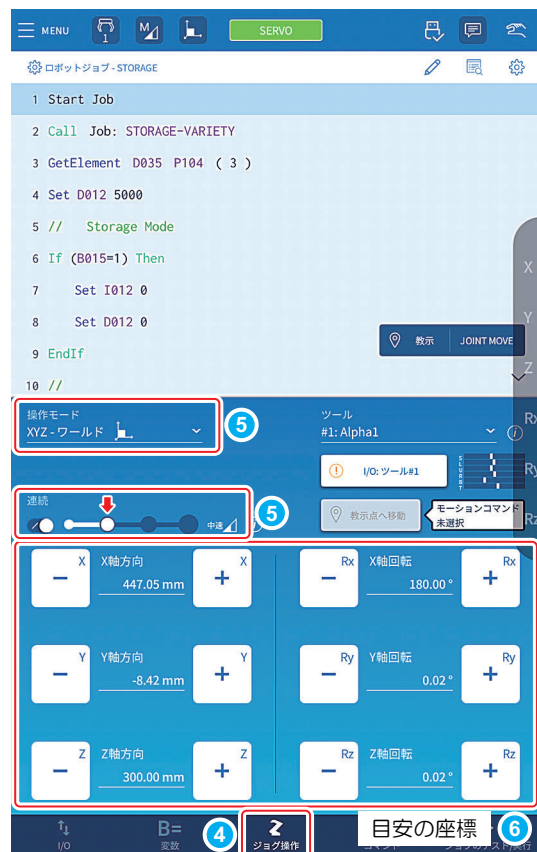 MENU 1 M SERVO
ロボットジョブ - STORAGE
1 Start Job
2 Call Job: STORAGE-VARIETY
3 GetElement D035 P104 ( 3 )
4 Set D012 5000
5 // Storage Mode
6 If (B015=1) Then
7 Set I012 0
8 Set D012 0
9 EndIf
10 //
X
Y
Z
教示 JOINT MOVE
操作モード
XYZ - ワールド
5
ツール
#1: Alpha1
Rx
I/O: ツール#1
S
L
U
R
B
T
Ry
連続
中速
5
教示点へ移動
モーションコマンド
未選択
Rz
X X軸方向 X
- 447.05 mm +
Rx X軸回転 Rx
- 180.00 ° +
Y Y軸方向 Y
- -8.42 mm +
Ry Y軸回転 Ry
- 0.02 ° +
Z Z軸方向 Z
- 300.00 mm +
Rz Z軸回転 Rz
- 0.02 ° +
I/O
B=
変数
4
ジョグ操作
目安の座標 6